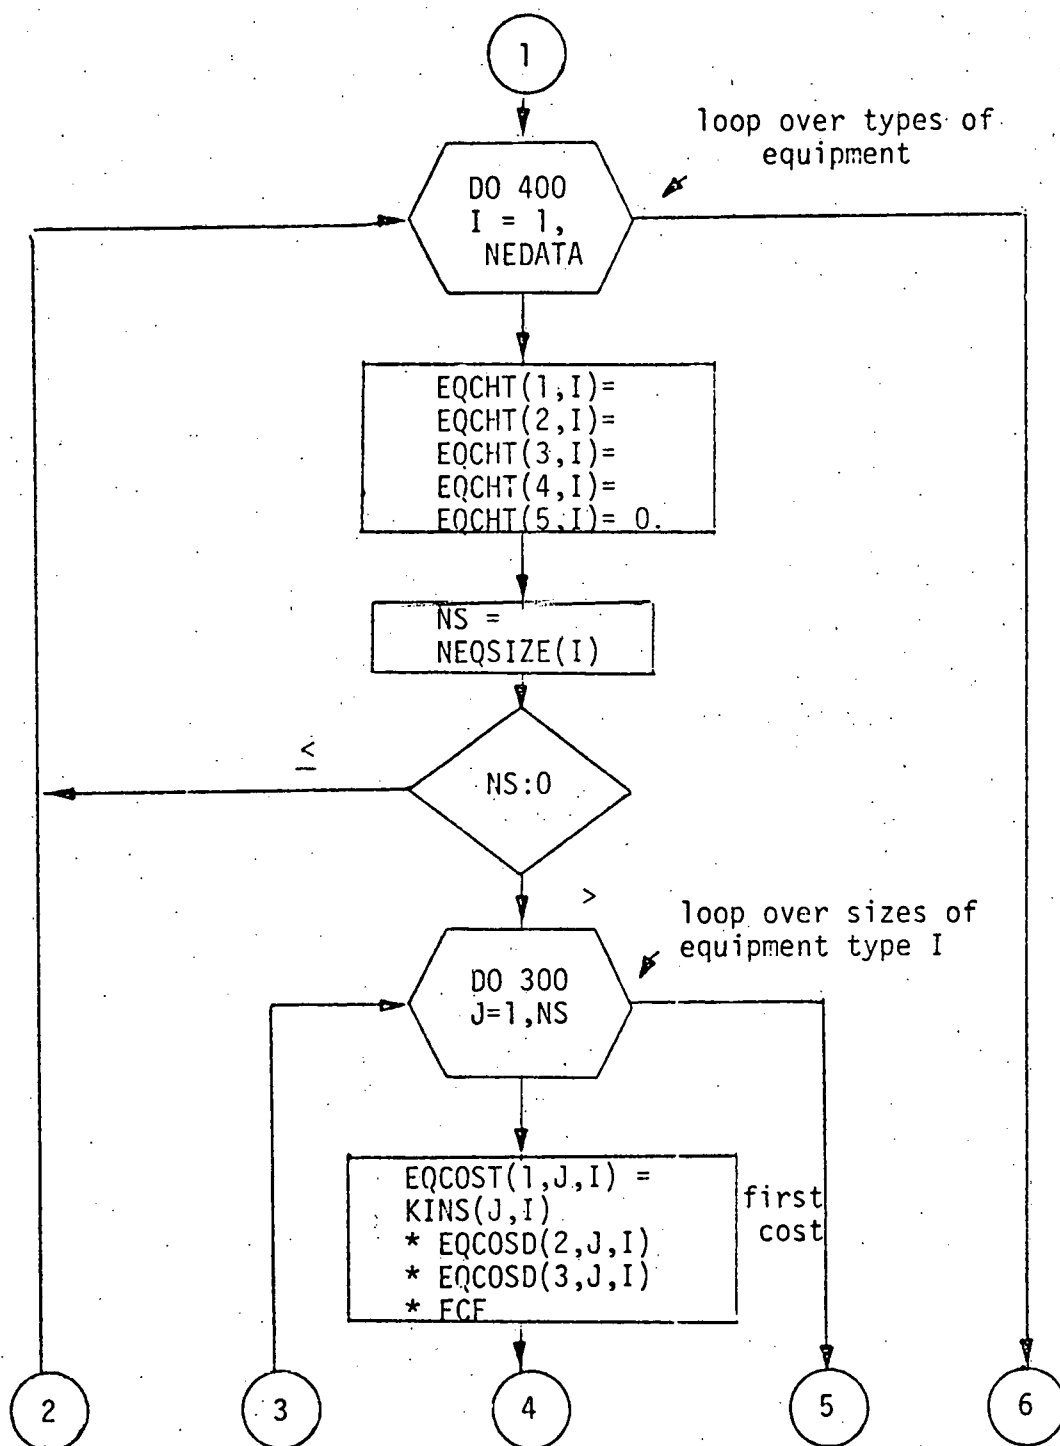 1
loop over types of
equipment
DO 400
I = 1,
NEDATA
EQCHT(1,I)=
EQCHT(2,I)=
EQCHT(3,I)=
EQCHT(4,I)=
EQCHT(5,I)= 0.
NS =
NEQSIZE(I)
≤
NS:0
>
loop over sizes of
equipment type I
DO 300
J=1,NS
EQCOST(1,J,I) =
KINS(J,I)
* EQCOSD(2,J,I)
* EQCOSD(3,J,I)
* FCF
first
cost
2
3
4
5
6